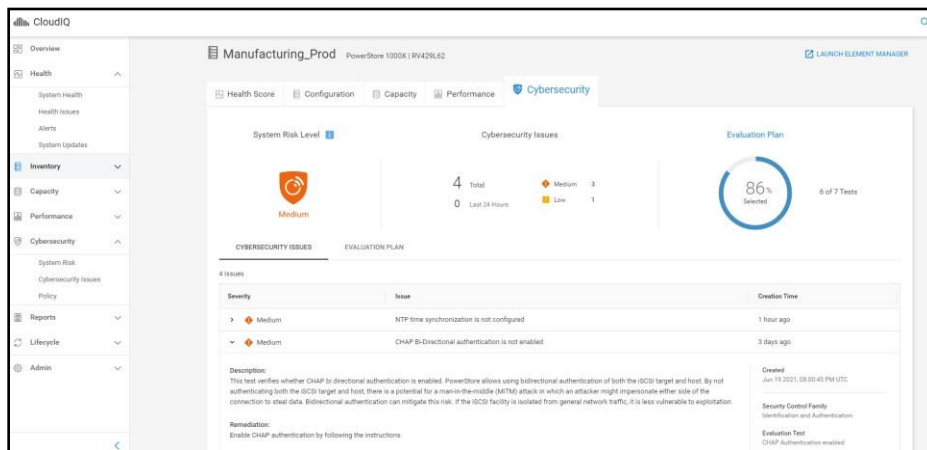 CloudIQ
Overview
Health
System Health
Health Issues
Alerts
System Updates
Inventory
Capacity
Performance
Cybersecurity
System Risk
Cybersecurity Issues
Policy
Reports
Lifecycle
Admin
Manufacturing_Prod PowerStore 1000X | RV429L62
LAUNCH ELEMENT MANAGER
Health Score Configuration Capacity Performance Cybersecurity
System Risk Level
Medium
Cybersecurity Issues
4 Total
0 Last 24 Hours
Medium 3
Low 1
Evaluation Plan
86%
Selected
6 of 7 Tests
CYBERSECURITY ISSUES EVALUATION PLAN
4 Issues
Severity Issue Creation Time
Medium NTP time synchronization is not configured 1 hour ago
Medium CHAP Bi-Directional authentication is not enabled 3 days ago
Description:
This test verifies whether CHAP bi directional authentication is enabled. PowerStore allows using bidirectional authentication of both the iSCSI target and host. By not
authenticating both the iSCSI target and host, there is a potential for a man-in-the-middle (MiTM) attack in which an attacker might impersonate either side of the
connection to steal data. Bidirectional authentication can mitigate this risk. If the iSCSI facility is isolated from general network traffic, it is less vulnerable to exploitation.
Remediation:
Enable CHAP authentication by following the instructions.
Created
Jun 19 2021, 08:00:45 PM UTC
Security Control Family
Identification and Authentication
Evaluation Test
CHAP Authentication enabled